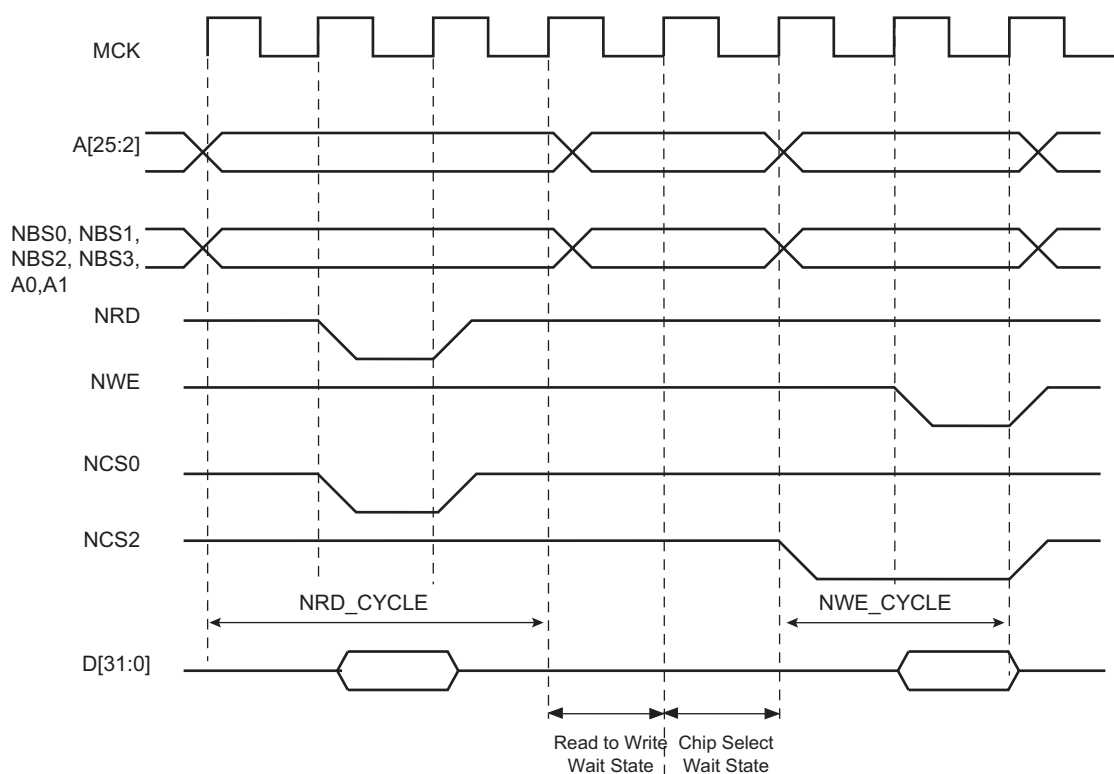 MCK
A[25:2]
NBS0, NBS1,
NBS2, NBS3,
A0,A1
NRD
NWE
NCS0
NCS2
NRD_CYCLE
NWE_CYCLE
D[31:0]
Read to Write
Wait State
Chip Select
Wait State